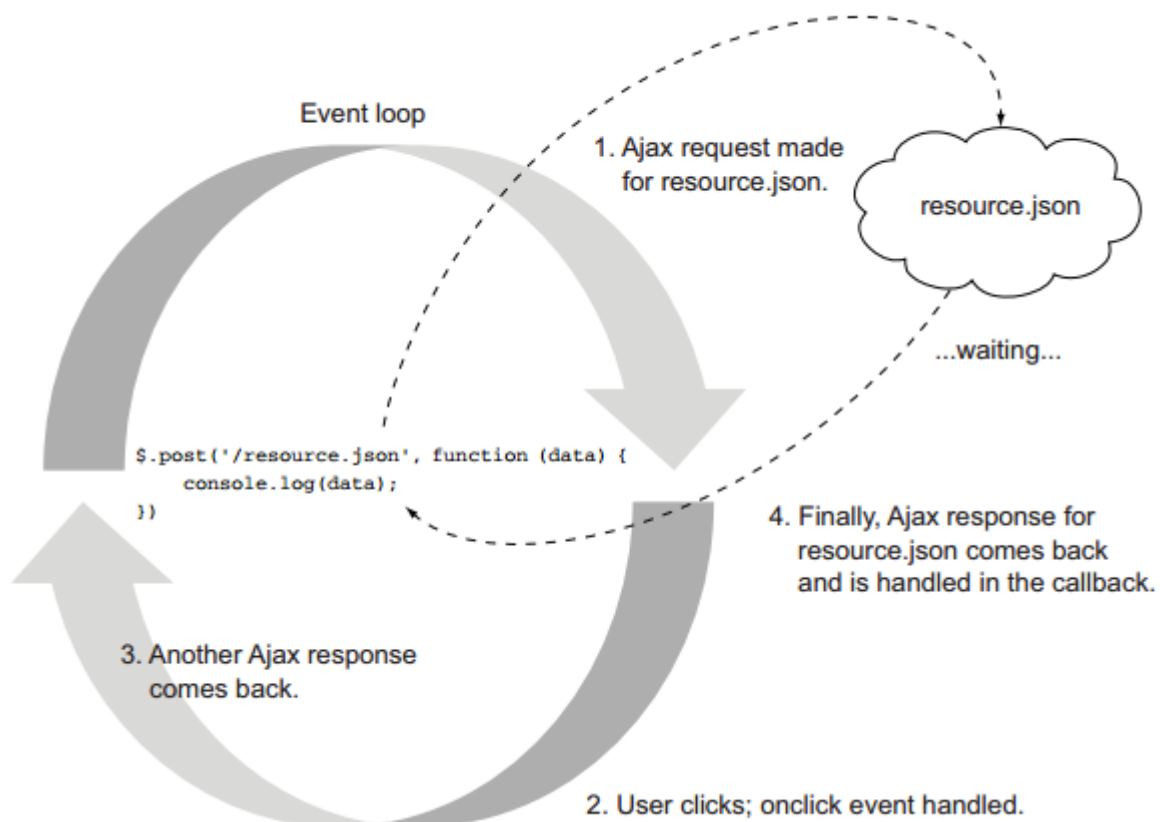 Event loop
1. Ajax request made
for resource.json.
resource.json
...waiting...
$.post('/resource.json', function (data) {
    console.log(data);
})
4. Finally, Ajax response for
resource.json comes back
and is handled in the callback.
3. Another Ajax response
comes back.
2. User clicks; onclick event handled.